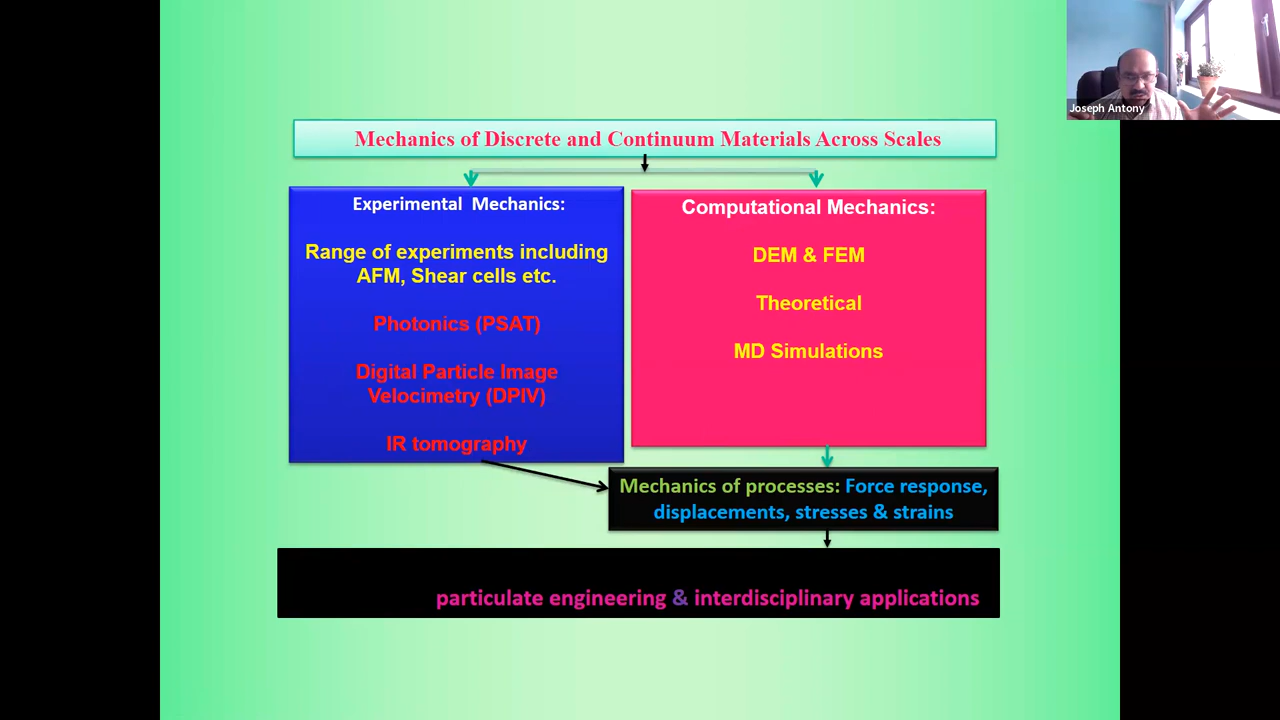 Joseph Antony
Mechanics of Discrete and Continuum Materials Across Scales
Experimental Mechanics:
Range of experiments including
AFM, Shear cells etc.
Photonics (PSAT)
Digital Particle Image
Velocimetry (DPIV)
IR tomography
Computational Mechanics:
DEM & FEM
Theoretical
MD Simulations
Mechanics of processes: Force response,
displacements, stresses & strains
particulate engineering & interdisciplinary applications